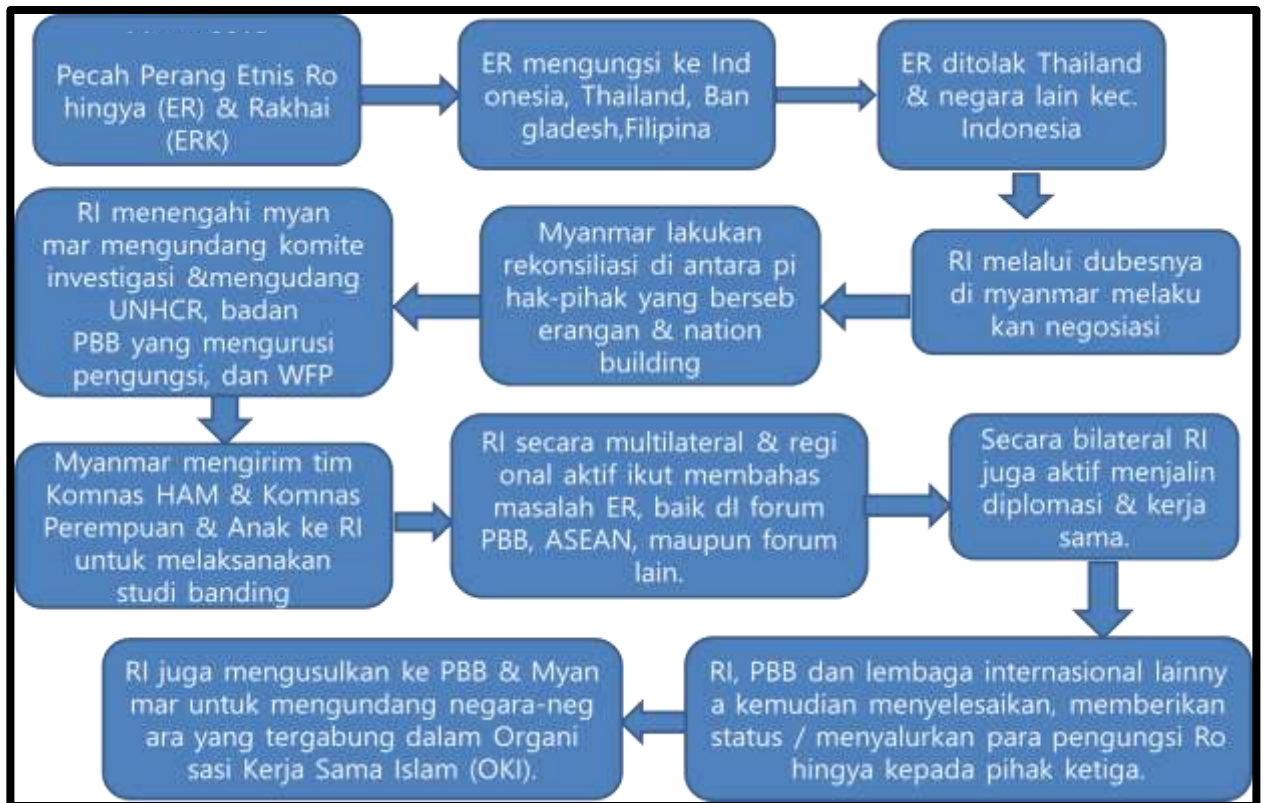 Pecah Perang Etnis Ro
hingya (ER) & Rakhai
(ERK)
ER mengungsi ke Ind
onesia, Thailand, Ban
gladesh,Filipina
ER ditolak Thailand
& negara lain kec.
Indonesia
RI melalui dubesnya
di myanmar melaku
kan negosiasi
Myanmar lakukan
rekonsiliasi di antara pi
hak-pihak yang berseb
erangan & nation
building
RI menengahi myan
mar mengundang komite
investigasi &mengudang
UNHCR, badan
PBB yang mengurusi
pengungsi, dan WFP
Myanmar mengirim tim
Komnas HAM & Komnas
Perempuan & Anak ke RI
untuk melaksanakan
studi banding
RI secara multilateral & regi
onal aktif ikut membahas
masalah ER, baik dI forum
PBB, ASEAN, maupun forum
lain.
Secara bilateral RI
juga aktif menjalin
diplomasi & kerja
sama.
RI, PBB dan lembaga internasional lainny
a kemudian menyelesaikan, memberikan
status / menyalurkan para pengungsi Ro
hingya kepada pihak ketiga.
RI juga mengusulkan ke PBB & Myan
mar untuk mengundang negara-neg
ara yang tergabung dalam Organi
sasi Kerja Sama Islam (OKI).